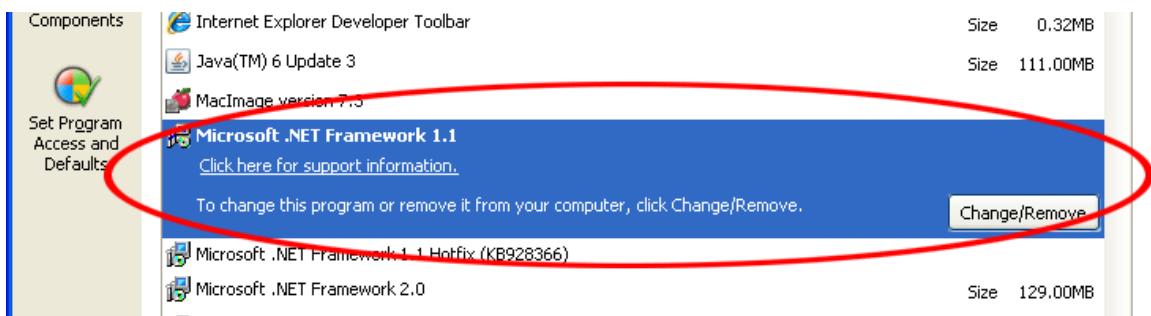 Components
Set Program
Access and
Defaults
Internet Explorer Developer Toolbar Size 0.32MB
Java(TM) 6 Update 3 Size 111.00MB
MacImage version 7.3
Microsoft .NET Framework 1.1
Click here for support information.
To change this program or remove it from your computer, click Change/Remove.
Change/Remove
Microsoft .NET Framework 1.1 Hotfix (KB928366)
Microsoft .NET Framework 2.0 Size 129.00MB